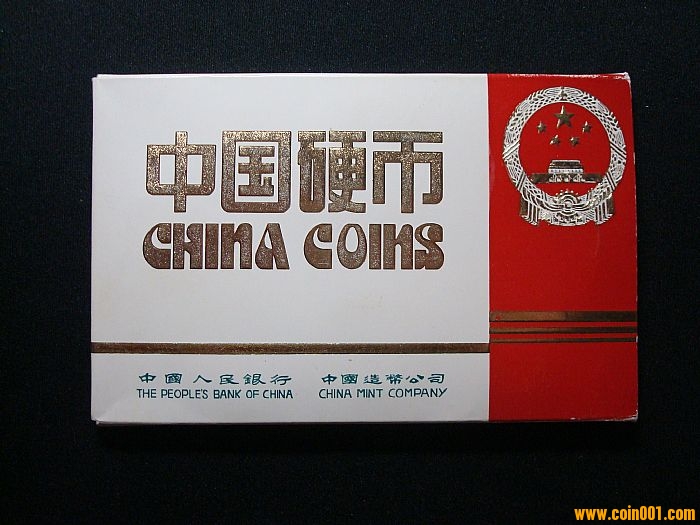 中国硬币
CHINA COINS
中國人民銀行 中國造幣公司
THE PEOPLE'S BANK OF CHINA CHINA MINT COMPANY
www.coin001.com